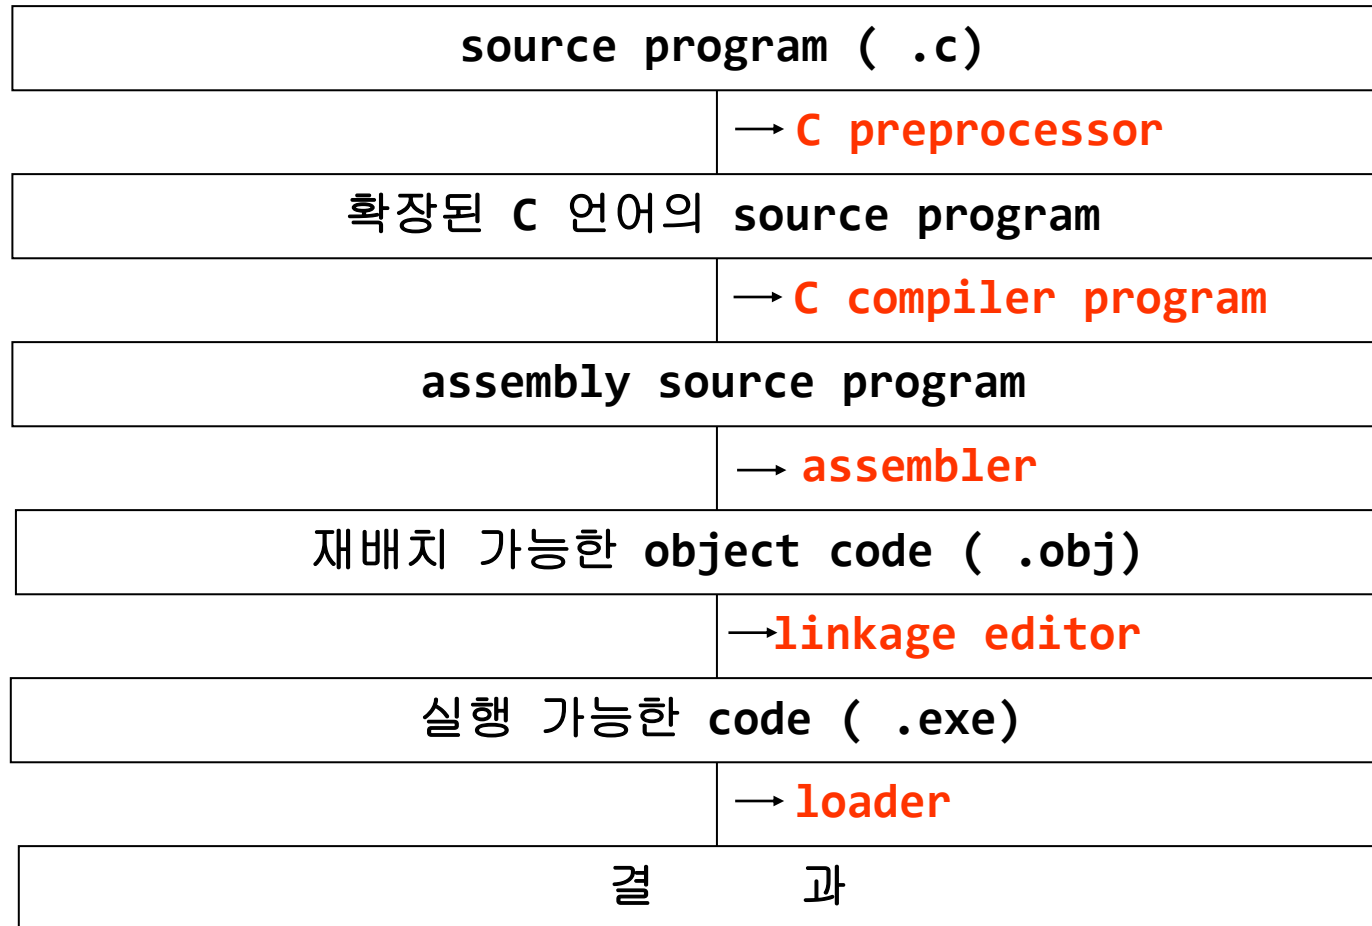 source program ( .c)
C preprocessor
확장된 C 언어의 source program
C compiler program
assembly source program
assembler
재배치 가능한 object code ( .obj)
linkage editor
실행 가능한 code ( .exe)
loader
결 과